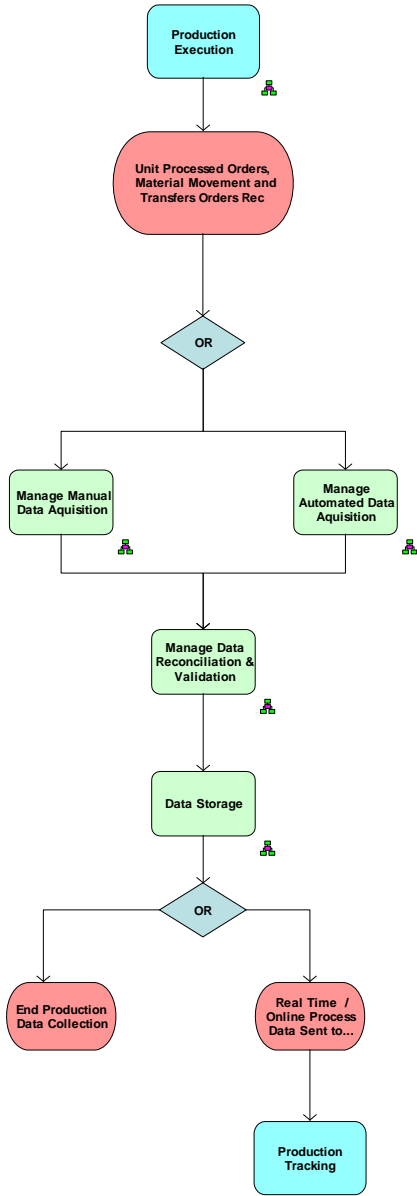 Production
Execution
Unit Processed Orders,
Material Movement and
Transfers Orders Rec
OR
Manage Manual
Data Aquisition
Manage
Automated Data
Aquisition
Manage Data
Reconciliation &
Validation
Data Storage
OR
End Production
Data Collection
Real Time /
Online Process
Data Sent to...
Production
Tracking